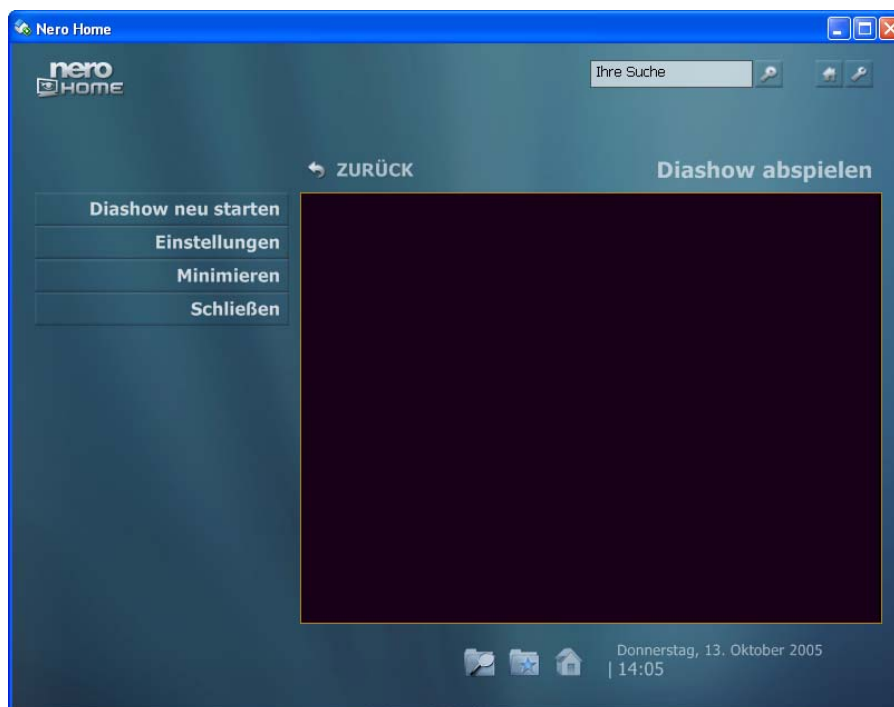 Nero Home
nero
HOME
Ihre Suche
ZURÜCK
Diashow abspielen
Diashow neu starten
Einstellungen
Minimieren
Schließen
Donnerstag, 13. Oktober 2005
| 14:05